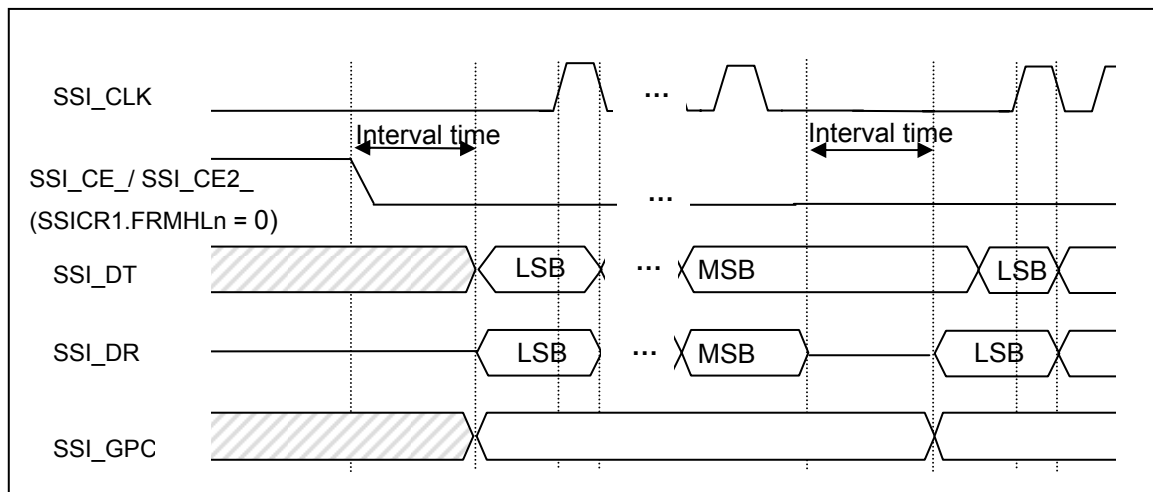 SSI_CLK
...
Interval time
Interval time
SSI_CE_/ SSI_CE2_
...
(SSICR1.FRMHLn = 0)
SSI_DT
LSB
...
MSB
LSB
SSI_DR
LSB
...
MSB
LSB
SSI_GPC